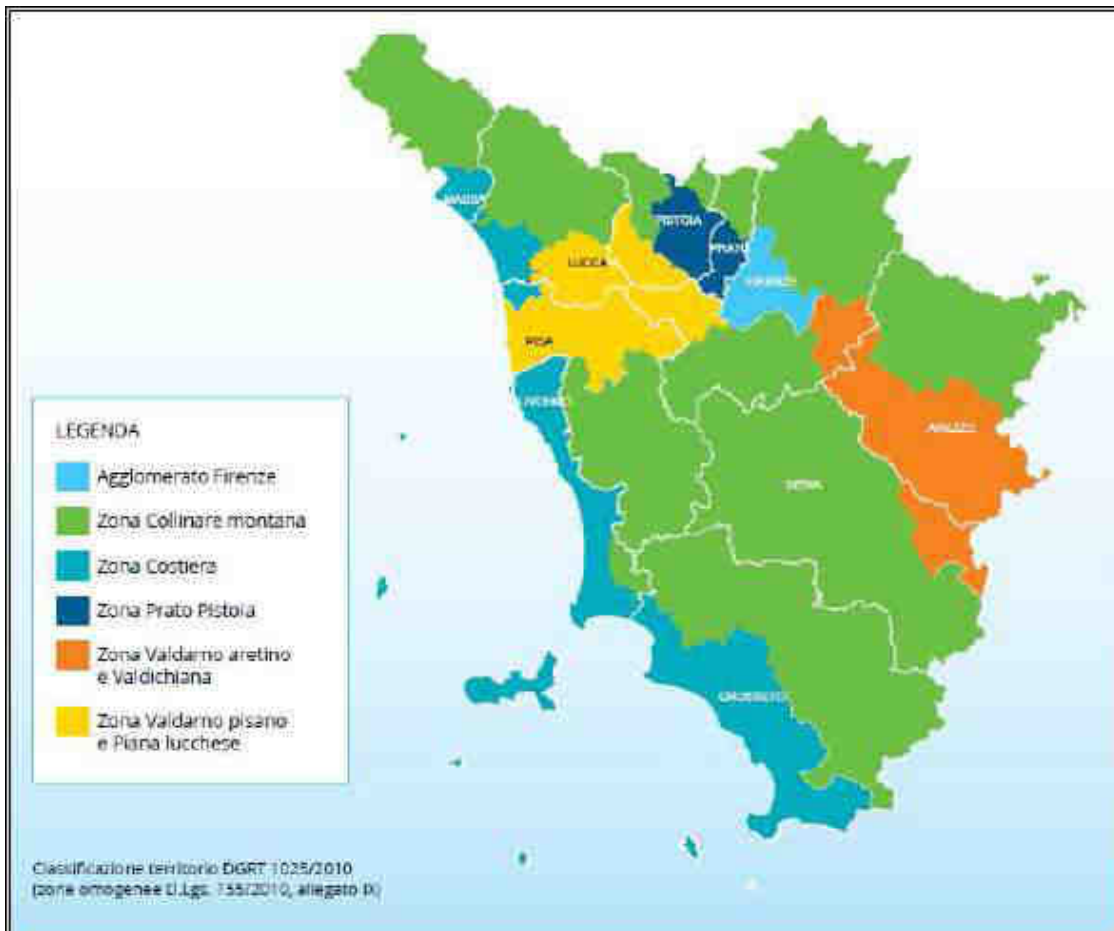 MASSA
LUCCA
PISTOIA
PRATO
FIRENZE
PISA
LIVORNO
AREZZO
SIENA
GROSSETO
LEGENDA
Agglomerato Firenze
Zona Collinare montana
Zona Costiera
Zona Prato Pistoia
Zona Valdarno aretino
e Valdichiana
Zona Valdarno pisano
e Piana lucchese
Classificazione territorio DGRT 1025/2010
(zone omogenee D.Lgs. 155/2010, allegato IX)